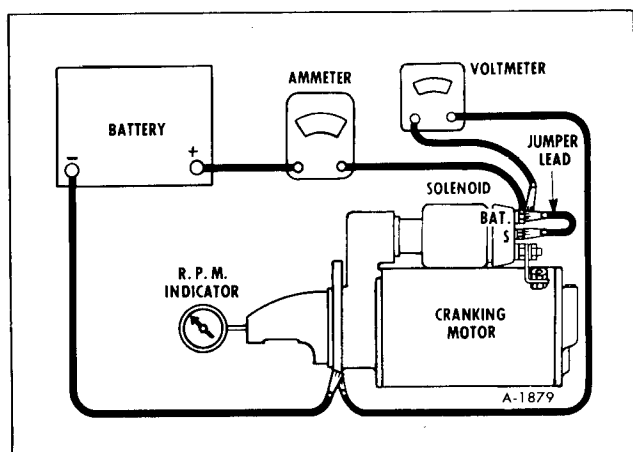 AMMETER
VOLTMETER
BATTERY
JUMPER
LEAD
− +
SOLENOID
BAT.
S
R. P. M.
INDICATOR
CRANKING
MOTOR
A-1879